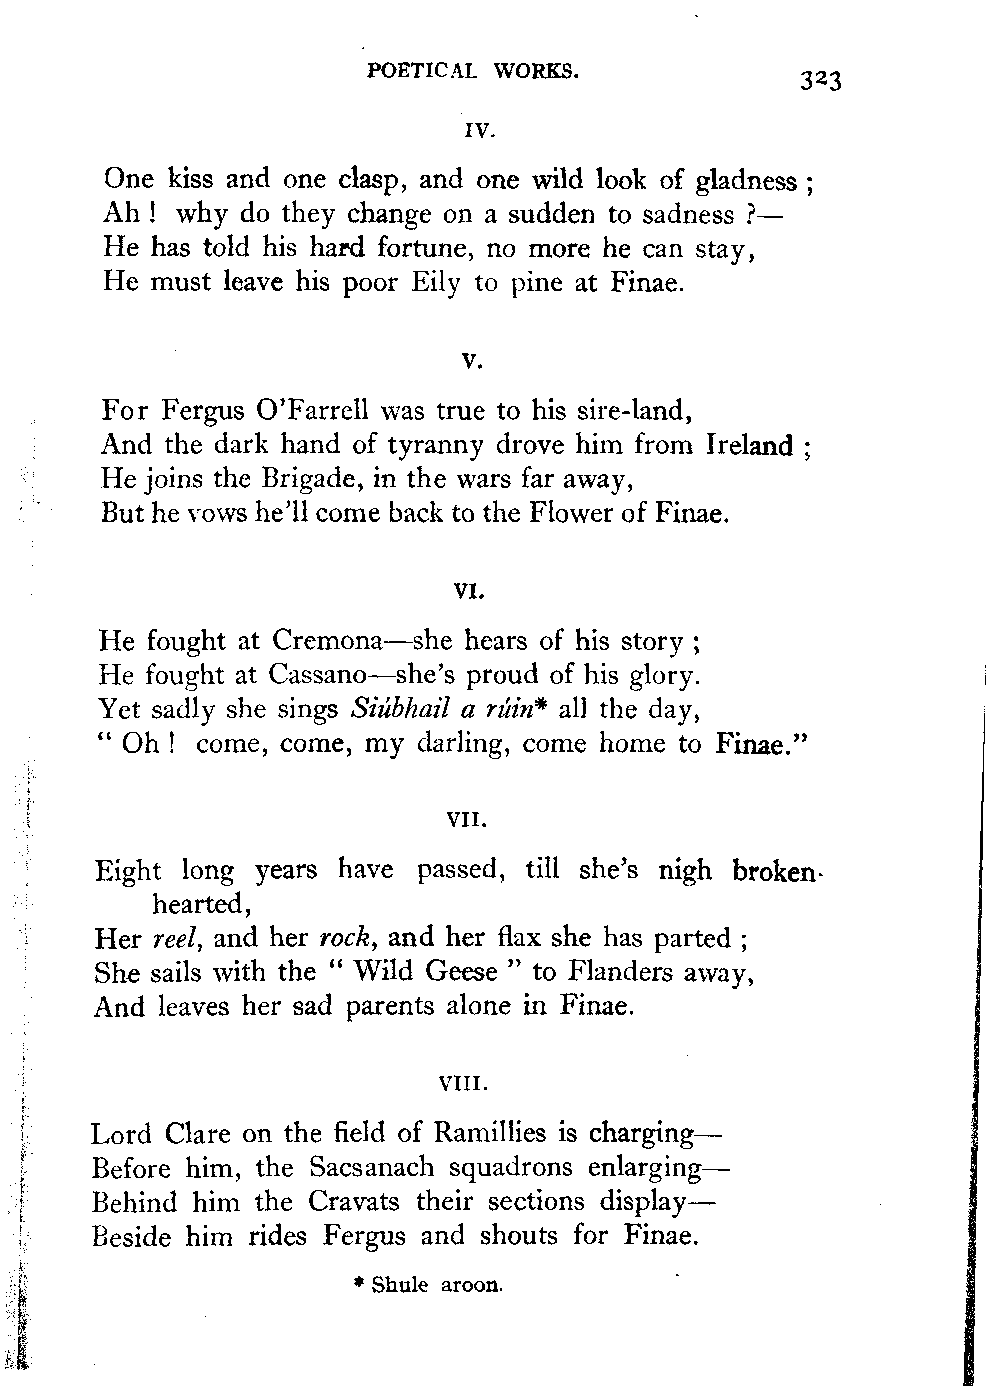 POETICAL WORKS.
323
IV.
One kiss and one clasp, and one wild look of gladness ;
Ah ! why do they change on a sudden to sadness ?—
He has told his hard fortune, no more he can stay,
He must leave his poor Eily to pine at Finae.
V.
For Fergus O'Farrell was true to his sire-land,
And the dark hand of tyranny drove him from Ireland ;
He joins the Brigade, in the wars far away,
But he vows he'll come back to the Flower of Finae.
VI.
He fought at Cremona—she hears of his story ;
He fought at Cassano—she's proud of his glory.
Yet sadly she sings Siúbhail a rúin* all the day,
“ Oh ! come, come, my darling, come home to Finae.”
VII.
Eight long years have passed, till she's nigh broken-
hearted,
Her reel, and her rock, and her flax she has parted ;
She sails with the “ Wild Geese ” to Flanders away,
And leaves her sad parents alone in Finae.
VIII.
Lord Clare on the field of Ramillies is charging—
Before him, the Sacsanach squadrons enlarging—
Behind him the Cravats their sections display—
Beside him rides Fergus and shouts for Finae.
* Shule aroon.